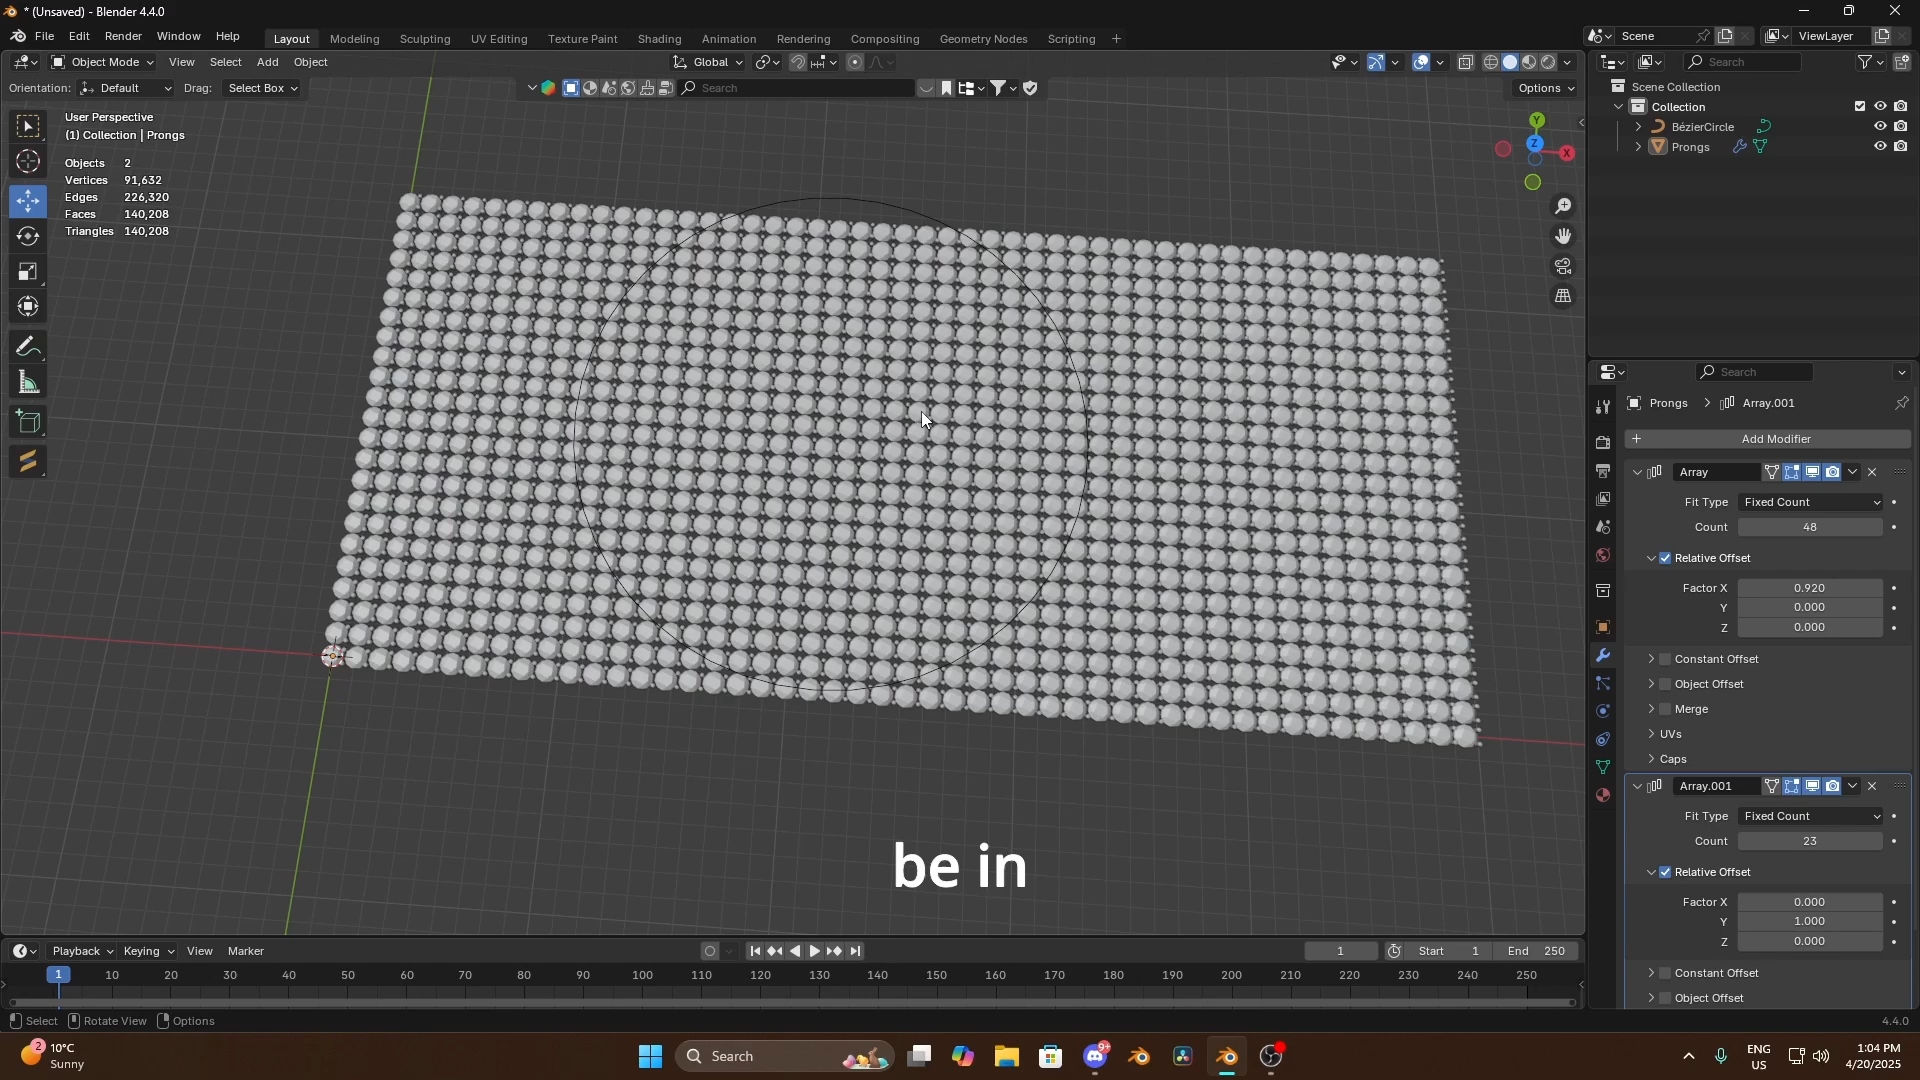 * (Unsaved) - Blender 4.4.0
File Edit Render Window Help Layout Modeling Sculpting UV Editing Texture Paint Shading Animation Rendering Compositing Geometry Nodes Scripting + Scene ViewLayer
Object Mode View Select Add Object Global Search
Orientation: Default Drag: Select Box Search Options
Scene Collection
Collection
BézierCircle
Prongs
User Perspective
(1) Collection | Prongs
Objects 2
Vertices 91,632
Edges 226,320
Faces 140,208
Triangles 140,208
Y
Z
X
Search
Prongs > Array.001
+ Add Modifier
Array
Fit Type Fixed Count
Count 48
Relative Offset
Factor X 0.920
Y 0.000
Z 0.000
Constant Offset
Object Offset
Merge
UVs
Caps
Array.001
Fit Type Fixed Count
Count 23
Relative Offset
Factor X 0.000
Y 1.000
Z 0.000
Constant Offset
Object Offset
be in
Playback Keying View Marker 1 Start 1 End 250
1 10 20 30 40 50 60 70 80 90 100 110 120 130 140 150 160 170 180 190 200 210 220 230 240 250
Select Rotate View Options 4.4.0
2 10°C
Sunny
Search
9+
ENG
US
1:04 PM
4/20/2025